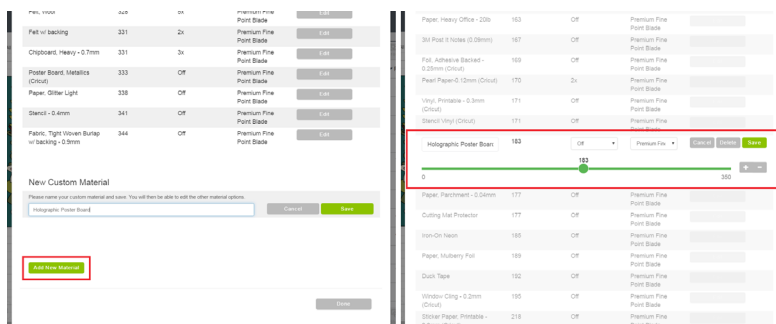 Felt, Wool 328 5x Premium Fine
Point Blade
Felt w/ backing 331 2x Premium Fine Edit
Point Blade
Chipboard, Heavy - 0.7mm 331 3x Premium Fine Edit
Point Blade
Poster Board, Metallics 333 Off Premium Fine Edit
(Cricut) Point Blade
Paper, Glitter Light 338 Off Premium Fine Edit
Point Blade
Stencil - 0.4mm 341 Off Premium Fine Edit
Point Blade
Fabric, Tight Woven Burlap 344 Off Premium Fine Edit
w/ backing - 0.9mm Point Blade
New Custom Material
Please name your custom material and save. You will then be able to edit the other material options.
Holographic Poster Board Cancel Save
Add New Material
Done
Paper, Heavy Office - 20lb 163 Off Premium Fine
Point Blade
3M Post It Notes (0.09mm) 167 Off Premium Fine
Point Blade
Foil, Adhesive Backed - 169 Off Premium Fine
0.25mm (Cricut) Point Blade
Pearl Paper-0.12mm (Cricut) 170 2x Premium Fine
Point Blade
Vinyl, Printable - 0.3mm 171 Off Premium Fine
(Cricut) Point Blade
Stencil Vinyl (Cricut) 171 Off Premium Fine
Point Blade
Holographic Poster Boar 183 Off Premium Fin Cancel Delete Save
183
+ -
0 350
Paper, Parchment - 0.04mm 177 Off Premium Fine
Point Blade
Cutting Mat Protector 177 Off Premium Fine
Point Blade
Iron-On Neon 185 Off Premium Fine
Point Blade
Paper, Mulberry Foil 189 Off Premium Fine
Point Blade
Duck Tape 192 Off Premium Fine
Point Blade
Window Cling - 0.2mm 195 Off Premium Fine
(Cricut) Point Blade
Sticker Paper, Printable - 218 Off Premium Fine